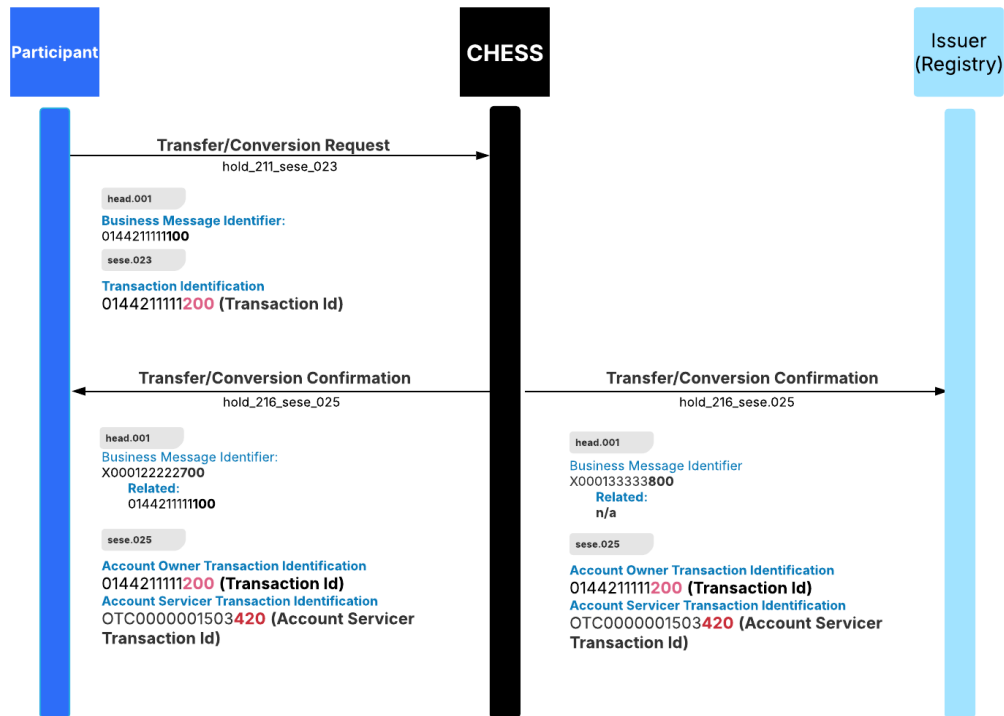 Participant
CHESS
Issuer
(Registry)
Transfer/Conversion Request
hold_211_sese_023
head.001
Business Message Identifier:
0144211111100
sese.023
Transaction Identification
0144211111200 (Transaction Id)
Transfer/Conversion Confirmation
hold_216_sese_025
head.001
Business Message Identifier:
X000122222700
Related:
0144211111100
sese.025
Account Owner Transaction Identification
0144211111200 (Transaction Id)
Account Servicer Transaction Identification
OTC0000001503420 (Account Servicer
Transaction Id)
Transfer/Conversion Confirmation
hold_216_sese.025
head.001
Business Message Identifier
X000133333800
Related:
n/a
sese.025
Account Owner Transaction Identification
0144211111200 (Transaction Id)
Account Servicer Transaction Identification
OTC0000001503420 (Account Servicer
Transaction Id)